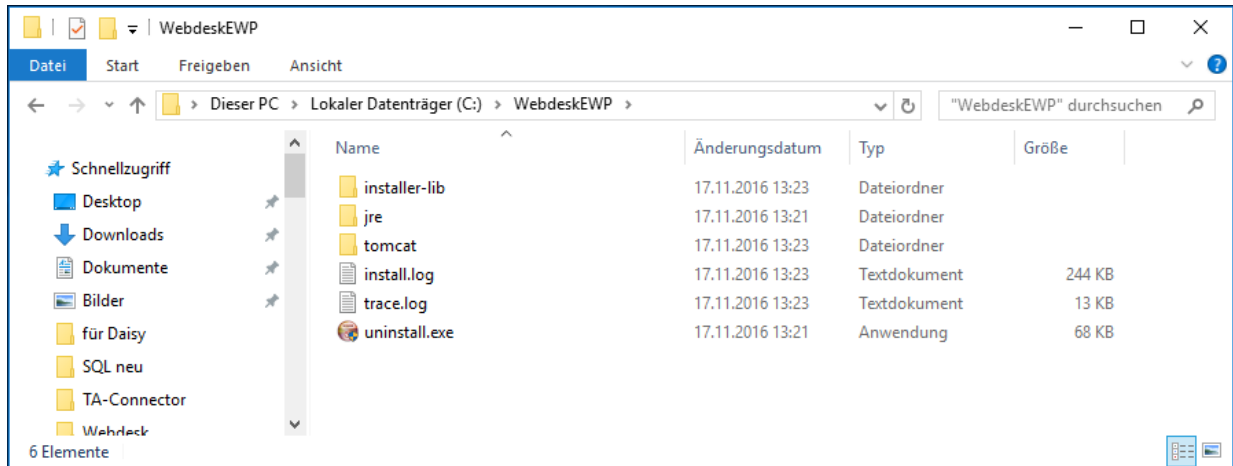 WebdeskEWP
Datei Start Freigeben Ansicht
Dieser PC > Lokaler Datenträger (C:) > WebdeskEWP >
"WebdeskEWP" durchsuchen
Name Änderungsdatum Typ Größe
Schnellzugriff
Desktop
Downloads
Dokumente
Bilder
für Daisy
SQL neu
TA-Connector
Webdesk
installer-lib 17.11.2016 13:23 Dateiordner
jre 17.11.2016 13:21 Dateiordner
tomcat 17.11.2016 13:23 Dateiordner
install.log 17.11.2016 13:23 Textdokument 244 KB
trace.log 17.11.2016 13:23 Textdokument 13 KB
uninstall.exe 17.11.2016 13:21 Anwendung 68 KB
6 Elemente